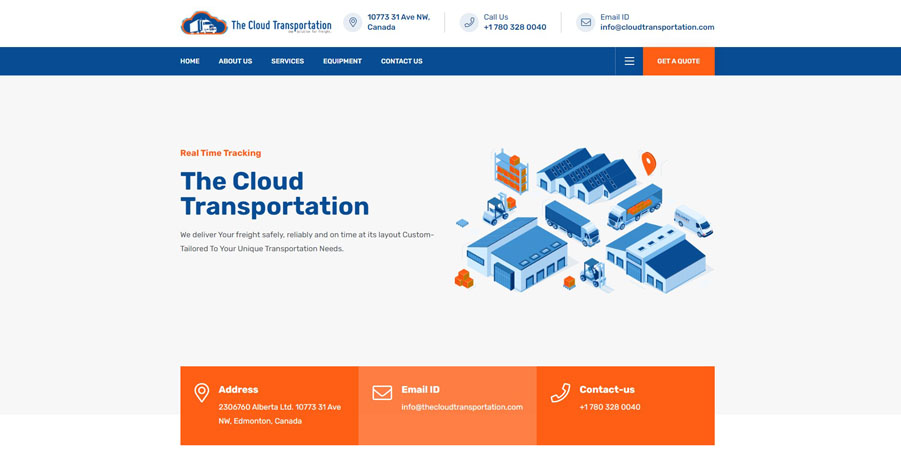 The Cloud Transportation
10773 31 Ave NW,
Canada
Call Us
+1 780 328 0040
Email ID
info@cloudtransportation.com
HOME
ABOUT US
SERVICES
EQUIPMENT
CONTACT US
GET A QUOTE
Real Time Tracking
The Cloud
Transportation
We deliver Your freight safely, reliably and on time at its layout Custom-
Tailored To Your Unique Transportation Needs.
Address
2306760 Alberta Ltd. 10773 31 Ave
NW, Edmonton, Canada
Email ID
info@thecloudtransportation.com
Contact-us
+1 780 328 0040